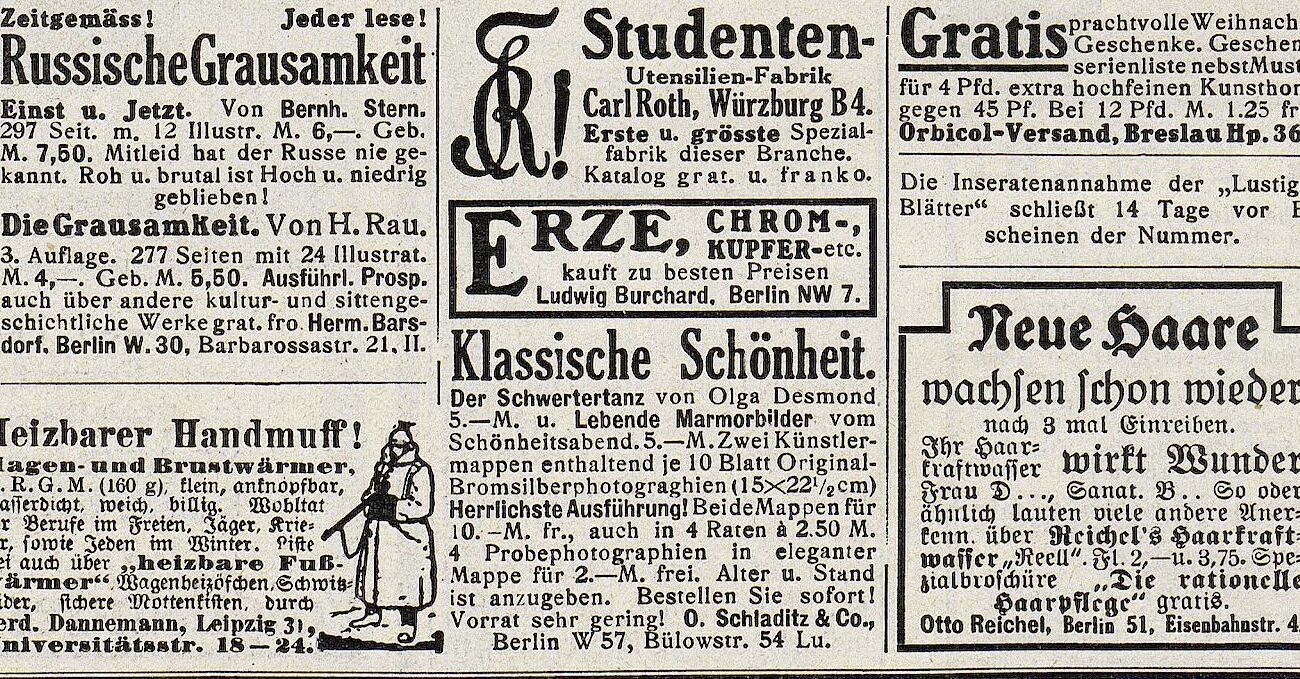 Zeitgemäss! Jeder lese!
Russische Grausamkeit
Einst u. Jetzt. Von Bernh. Stern.
297 Seit. m. 12 Illustr. M. 6,—. Geb.
M. 7,50. Mitleid hat der Russe nie ge-
kannt. Roh u. brutal ist Hoch u. niedrig
geblieben!
Die Grausamkeit. Von H. Rau.
3. Auflage. 277 Seiten mit 24 Illustrat.
M. 4,—. Geb. M. 5,50. Ausführl. Prosp.
auch über andere kultur- und sittenge-
schichtliche Werke grat. fro. Herm. Bars-
dorf, Berlin W. 30, Barbarossastr. 21. II.
Heizbarer Handmuff!
Magen- und Brustwärmer,
R. G. M. (160 g), klein, anknöpfbar,
wasserdicht, weich, billig. Wohltat
Berufe im Freien, Jäger, Krie-
r, sowie Jeden im Winter. Liste
ei auch über „heizbare Fuß-
wärmer“, Wagenheizöfchen, Schwitz-
ider, sichere Mottenkisten, durch
erd. Dannemann, Leipzig 31,
Universitätsstr. 18—24.
CRS!
Studenten-
Utensilien-Fabrik
Carl Roth, Würzburg B 4.
Erste u. grösste Spezial-
fabrik dieser Branche.
Katalog grat. u. franko.
ERZE, CHROM-,
KUPFER-etc.
kauft zu besten Preisen
Ludwig Burchard, Berlin NW 7.
Klassische Schönheit.
Der Schwertertanz von Olga Desmond
5.—M. u. Lebende Marmorbilder vom
Schönheitsabend. 5.—M. Zwei Künstler-
mappen enthaltend je 10 Blatt Original-
Bromsilberphotograghien (15×22½ cm)
Herrlichste Ausführung! Beide Mappen für
10.—M. fr., auch in 4 Raten à 2.50 M.
4 Probephotographien in eleganter
Mappe für 2.—M. frei. Alter u. Stand
ist anzugeben. Bestellen Sie sofort!
Vorrat sehr gering! O. Schladitz & Co.,
Berlin W 57, Bülowstr. 54 Lu.
Gratis prachtvolle Weihnach
Geschenke. Geschen
serienliste nebst Must
für 4 Pfd. extra hochfeinen Kunsthon
gegen 45 Pf. Bei 12 Pfd. M. 1.25 fr
Orbicol-Versand, Breslau Hp. 36
Die Inseratenannahme der „Lustig
Blätter“ schließt 14 Tage vor E
scheinen der Nummer.
Neue Haare
wachsen schon wieder
nach 3 mal Einreiben.
Ihr Haar-
kraftwasser wirkt Wunder
Frau D..., Sanat. B.. So oder
ähnlich lauten viele andere Aner-
kenn. über Reichel's Haarkraft-
wasser „Reell“. Fl. 2,— u. 3,75. Spe-
zialbroschüre „Die rationelle
Haarpflege“ gratis.
Otto Reichel, Berlin 51, Eisenbahnstr. 4